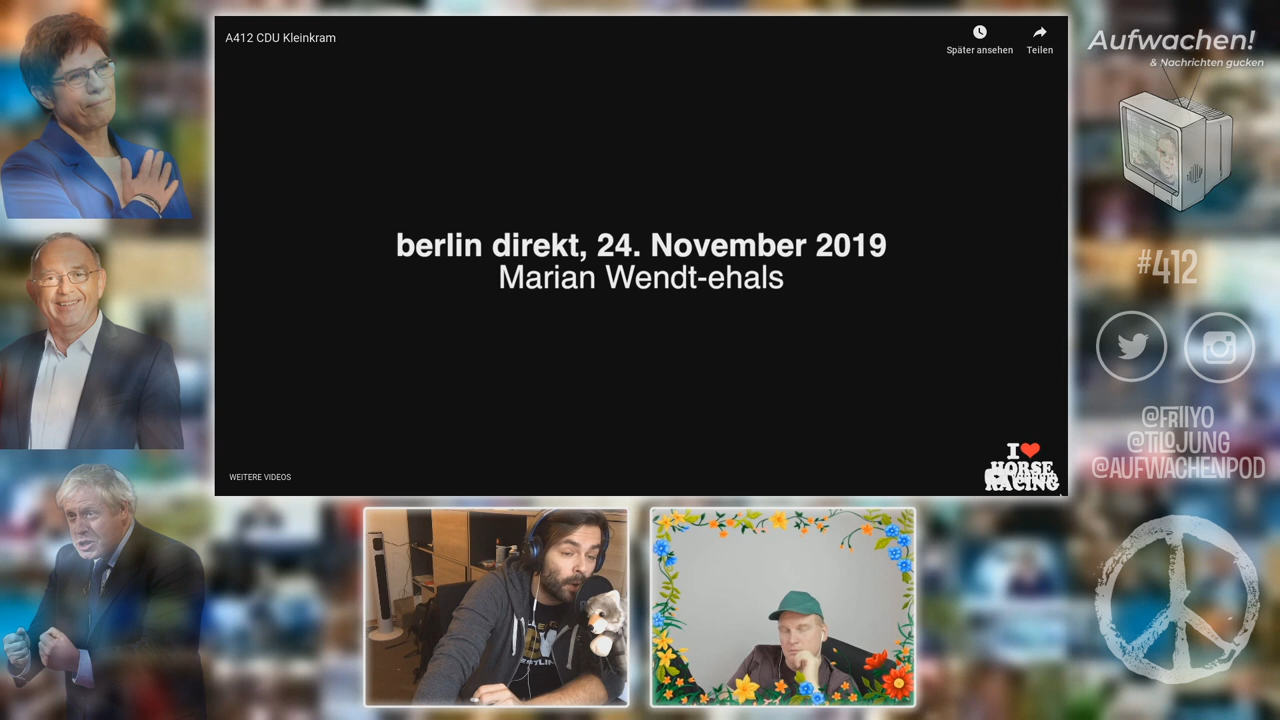 A412 CDU Kleinkram
Später ansehen
Teilen
Aufwachen!
& Nachrichten gucken
berlin direkt, 24. November 2019
Marian Wendt-ehals
#412
@FRIIYO
@TILOJUNG
@AUFWACHENPOD
I
HORSE
RACING
WEITERE VIDEOS